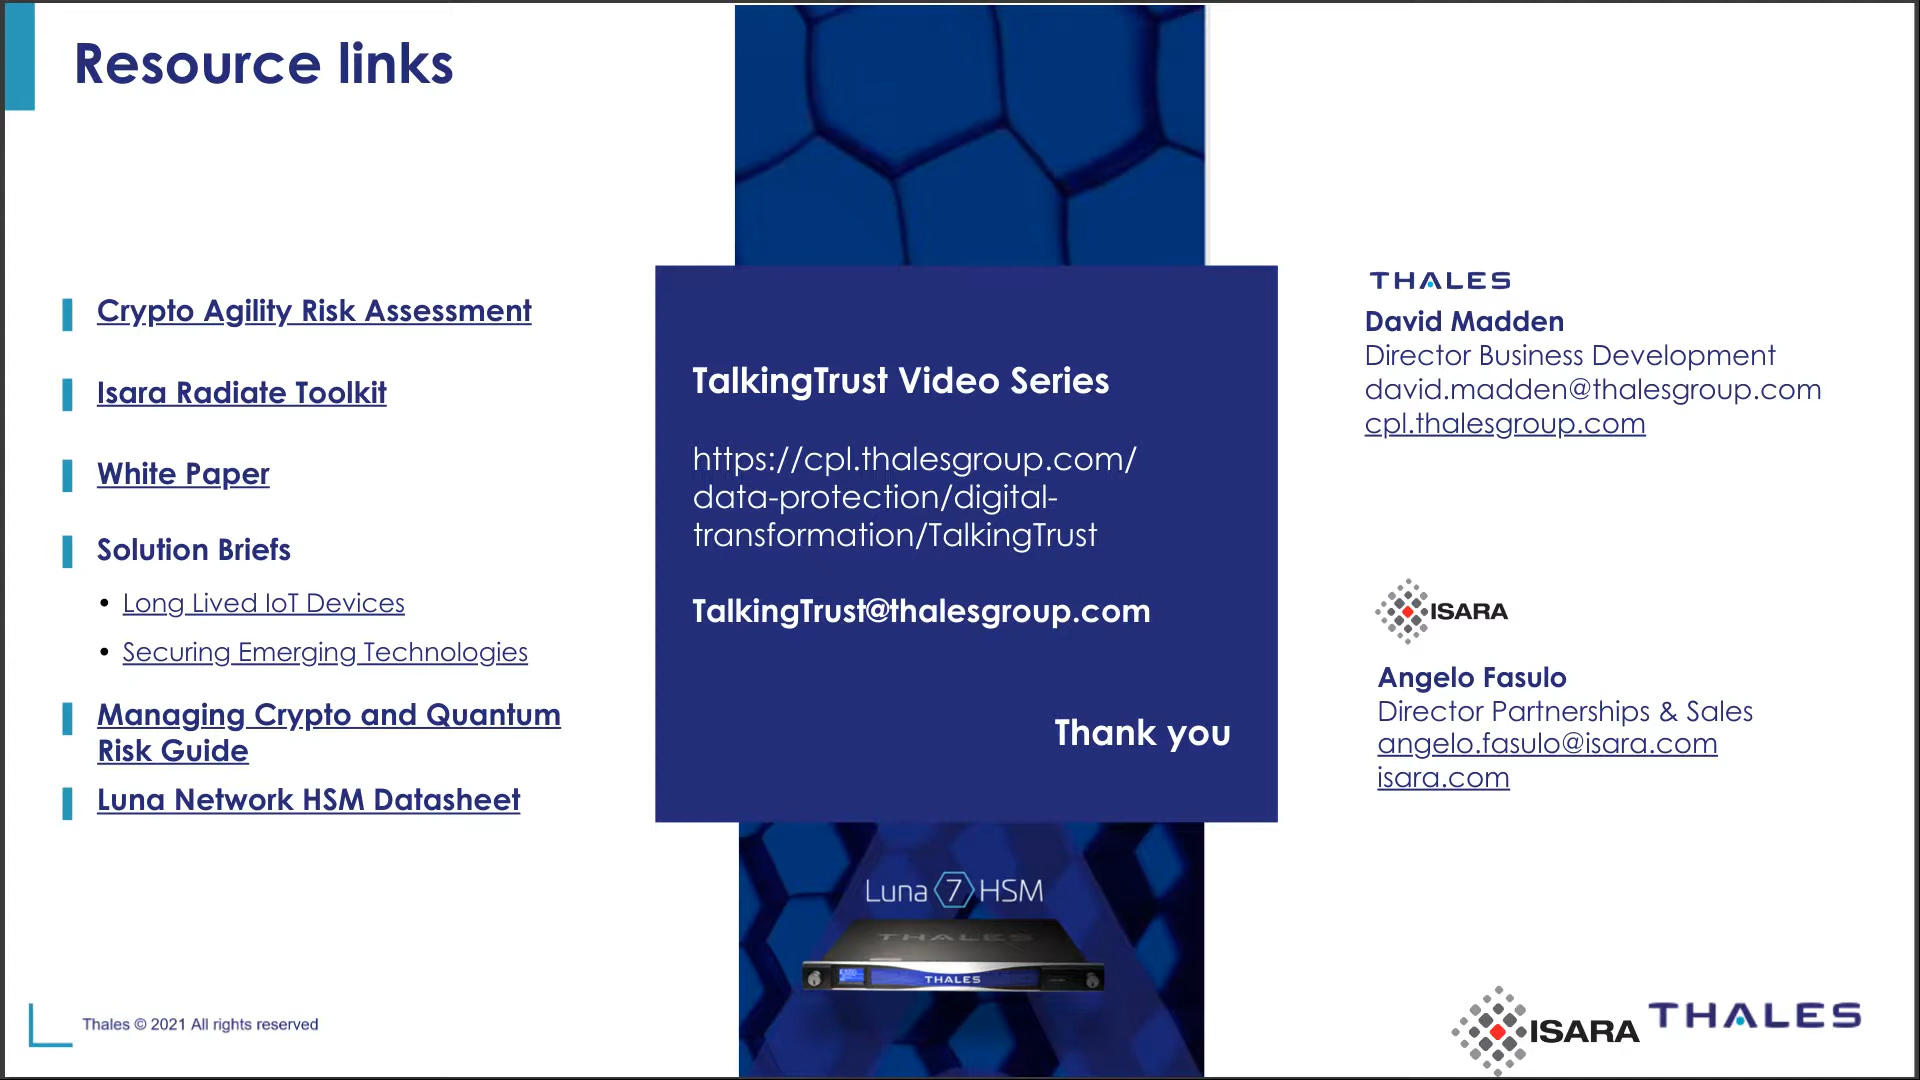 Resource links
Crypto Agility Risk Assessment
Isara Radiate Toolkit
White Paper
Solution Briefs
• Long Lived IoT Devices
• Securing Emerging Technologies
Managing Crypto and Quantum
Risk Guide
Luna Network HSM Datasheet
TalkingTrust Video Series
https://cpl.thalesgroup.com/
data-protection/digital-
transformation/TalkingTrust
TalkingTrust@thalesgroup.com
Thank you
Luna 7 HSM
THALES
THALES
THALES
David Madden
Director Business Development
david.madden@thalesgroup.com
cpl.thalesgroup.com
ISARA
Angelo Fasulo
Director Partnerships & Sales
angelo.fasulo@isara.com
isara.com
Thales © 2021 All rights reserved
ISARA THALES